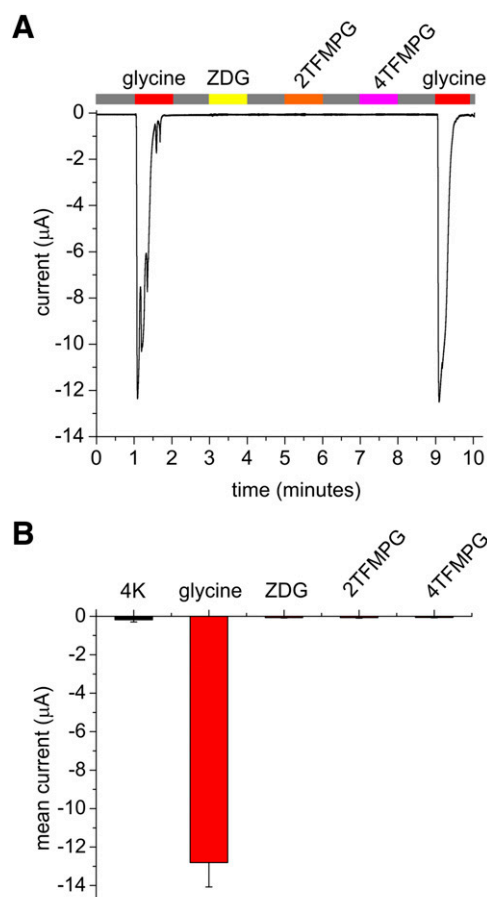 A
glycine ZDG 2TFMPG 4TFMPG glycine
0
-2
-4
-6
-8
-10
-12
-14
current (µA)
0 1 2 3 4 5 6 7 8 9 10
time (minutes)
B
4K glycine ZDG 2TFMPG 4TFMPG
0
-2
-4
-6
-8
-10
-12
-14
mean current (µA)